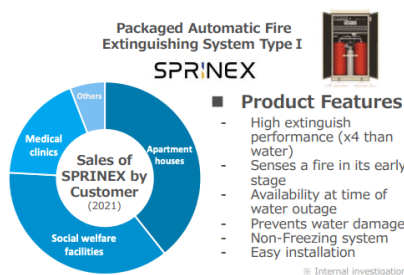 Packaged Automatic Fire
Extinguishing System Type I
SPRINEX
Others
Medical
clinics
Apartment
houses
Sales of
SPRINEX by
Customer
(2021)
Social welfare
facilities
■ Product Features
- High extinguish
performance (x4 than
water)
- Senses a fire in its early
stage
- Availability at time of
water outage
- Prevents water damage
- Non-Freezing system
- Easy installation
※ Internal investigation